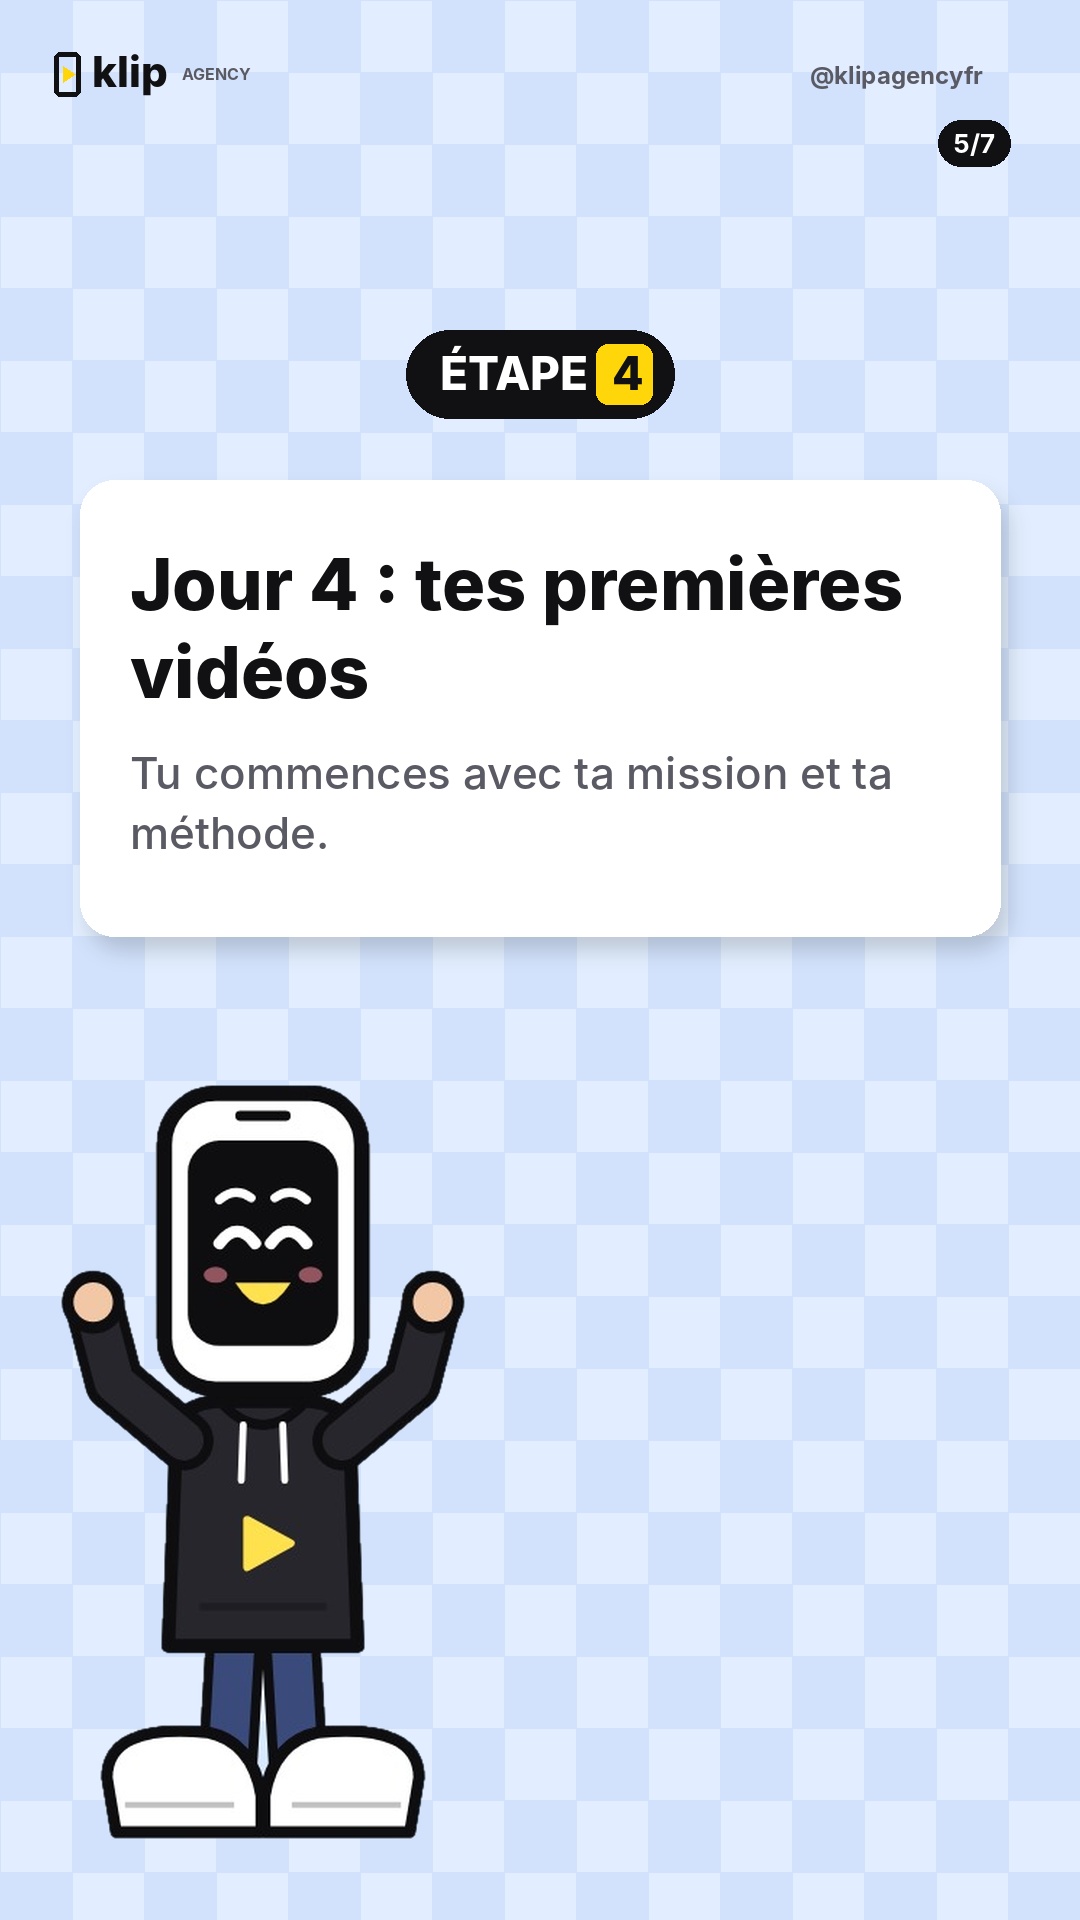 klip AGENCY
@klipagencyfr
5/7
ÉTAPE 4
Jour 4 : tes premières
vidéos
Tu commences avec ta mission et ta
méthode.